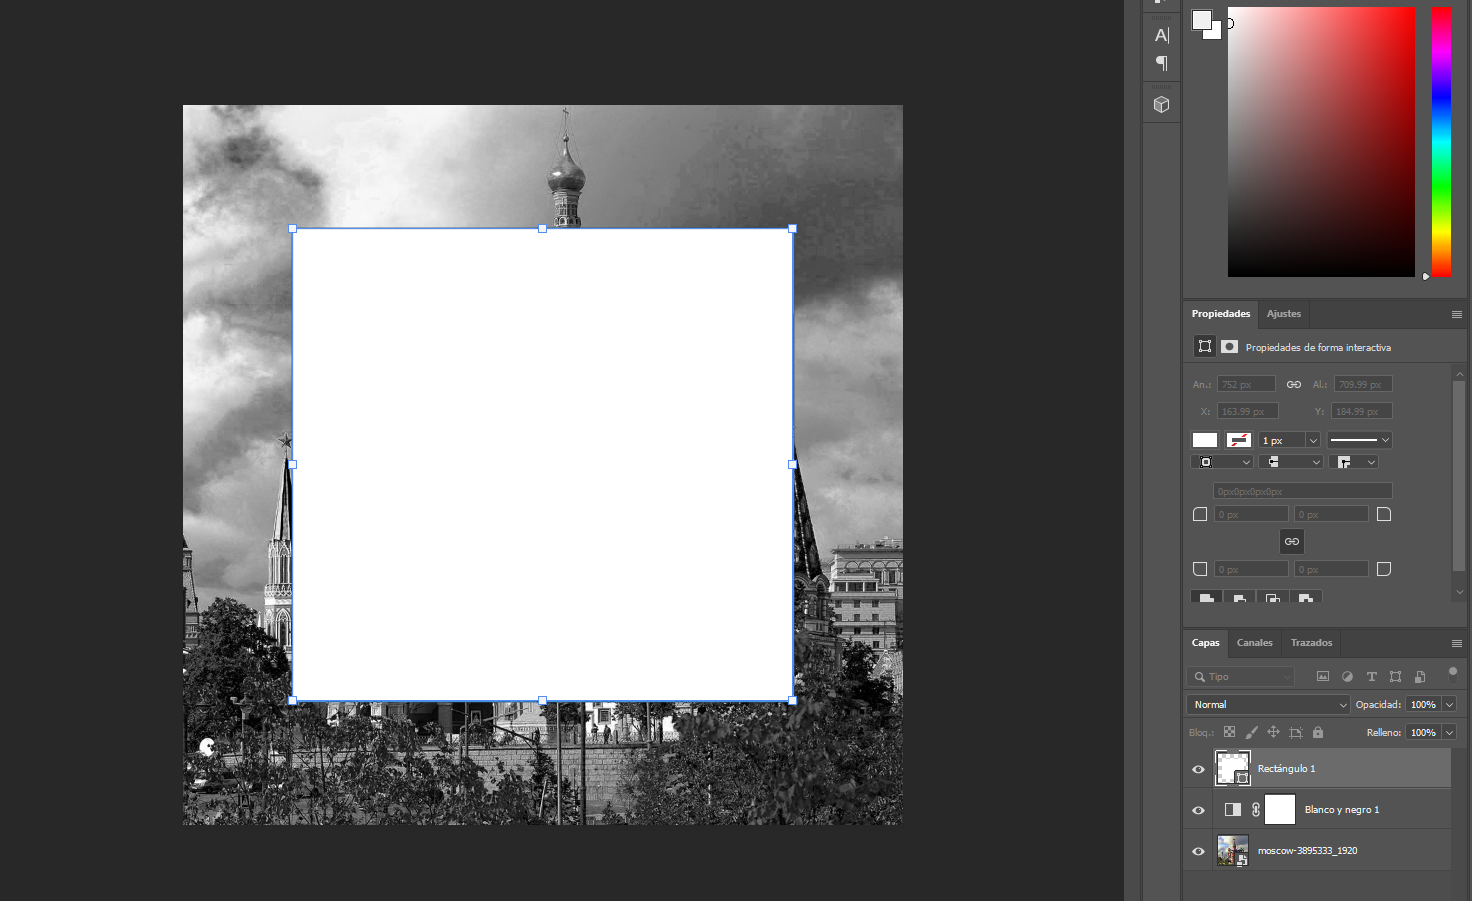 A|
¶
Propiedades Ajustes
Propiedades de forma interactiva
An.: 752 px Al.: 709.99 px
X: 163.99 px Y: 184.99 px
1 px
0px0px0px0px
0 px 0 px
0 px 0 px
Capas Canales Trazados
Tipo T
Normal Opacidad: 100%
Bloq.: Relleno: 100%
Rectángulo 1
Blanco y negro 1
moscow-3895333_1920